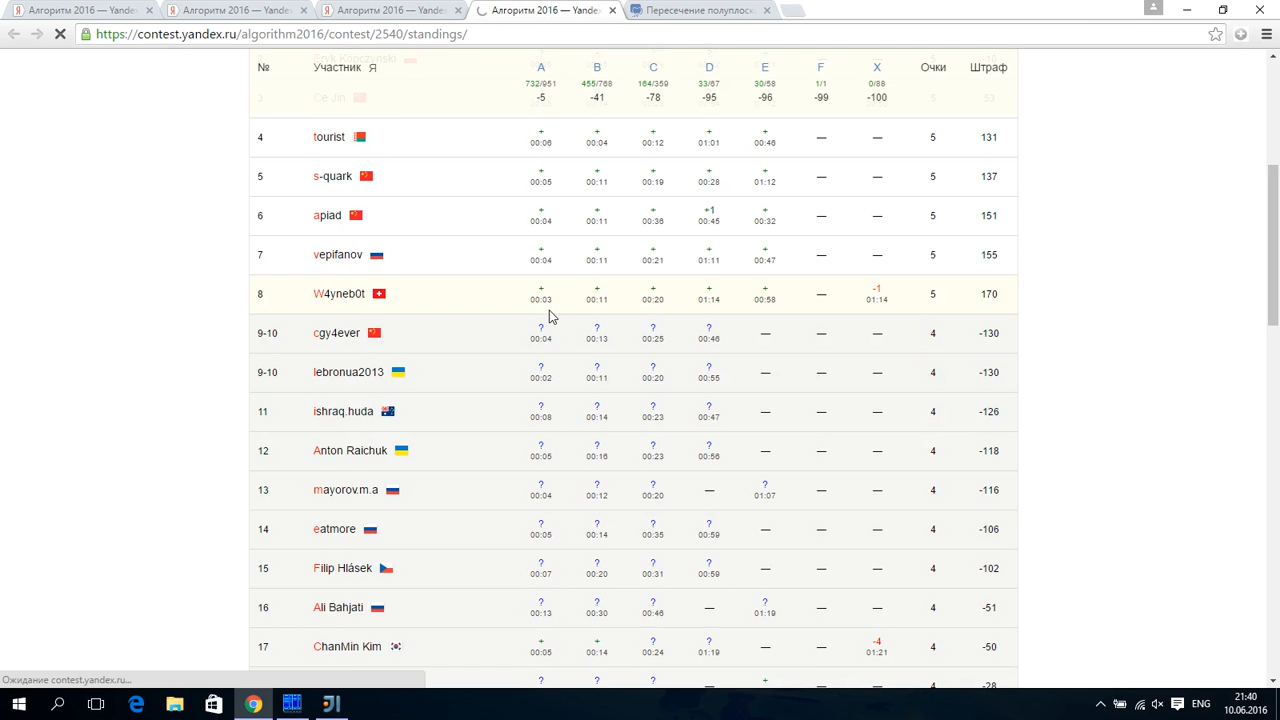 Алгоритм 2016 — Yandex
Алгоритм 2016 — Yandex
Алгоритм 2016 — Yandex
Алгоритм 2016 — Yandex
Пересечение полуплоск
https://contest.yandex.ru/algorithm2016/contest/2540/standings/
№ Участник Я A B C D E F X Очки Штраф
732/951 455/768 164/359 33/67 30/58 1/1 0/88
-5 -41 -78 -95 -96 -99 -100
3 Ce Jin 5 53
4 tourist + + + + + — — 5 131
00:06 00:04 00:12 01:01 00:46
5 s-quark + + + + + — — 5 137
00:05 00:11 00:19 00:28 01:12
6 apiad + + + +1 + — — 5 151
00:04 00:11 00:36 00:45 00:32
7 vepifanov + + + + + — — 5 155
00:04 00:11 00:21 01:11 00:47
8 W4yneb0t + + + + + — -1 5 170
00:03 00:11 00:20 01:14 00:58 01:14
9-10 cgy4ever ? ? ? ? — — — 4 -130
00:04 00:13 00:25 00:46
9-10 lebronua2013 ? ? ? ? — — — 4 -130
00:02 00:11 00:20 00:55
11 ishraq.huda ? ? ? ? — — — 4 -126
00:08 00:14 00:23 00:47
12 Anton Raichuk ? ? ? ? — — — 4 -118
00:05 00:16 00:23 00:56
13 mayorov.m.a ? ? ? — ? — — 4 -116
00:04 00:12 00:20 01:07
14 eatmore ? ? ? ? — — — 4 -106
00:05 00:14 00:35 00:59
15 Filip Hlásek ? ? ? ? — — — 4 -102
00:07 00:20 00:31 00:59
16 Ali Bahjati ? ? ? — ? — — 4 -51
00:13 00:30 00:46 01:19
17 ChanMin Kim + + ? ? — — -4 4 -50
00:05 00:14 00:24 01:19 01:21
? ? ? — + — — 4 -28
Ожидание contest.yandex.ru...
ENG
21:40
10.06.2016